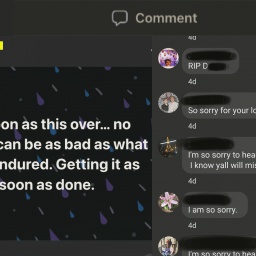 Comment
on as this over... no
can be as bad as what
ndured. Getting it as
soon as done.
4d
RIP D
4d
So sorry for your lo
4d
I'm so sorry to hea
I know yall will mis
4d
I am so sorry.
4d
I'm so sorry to hea